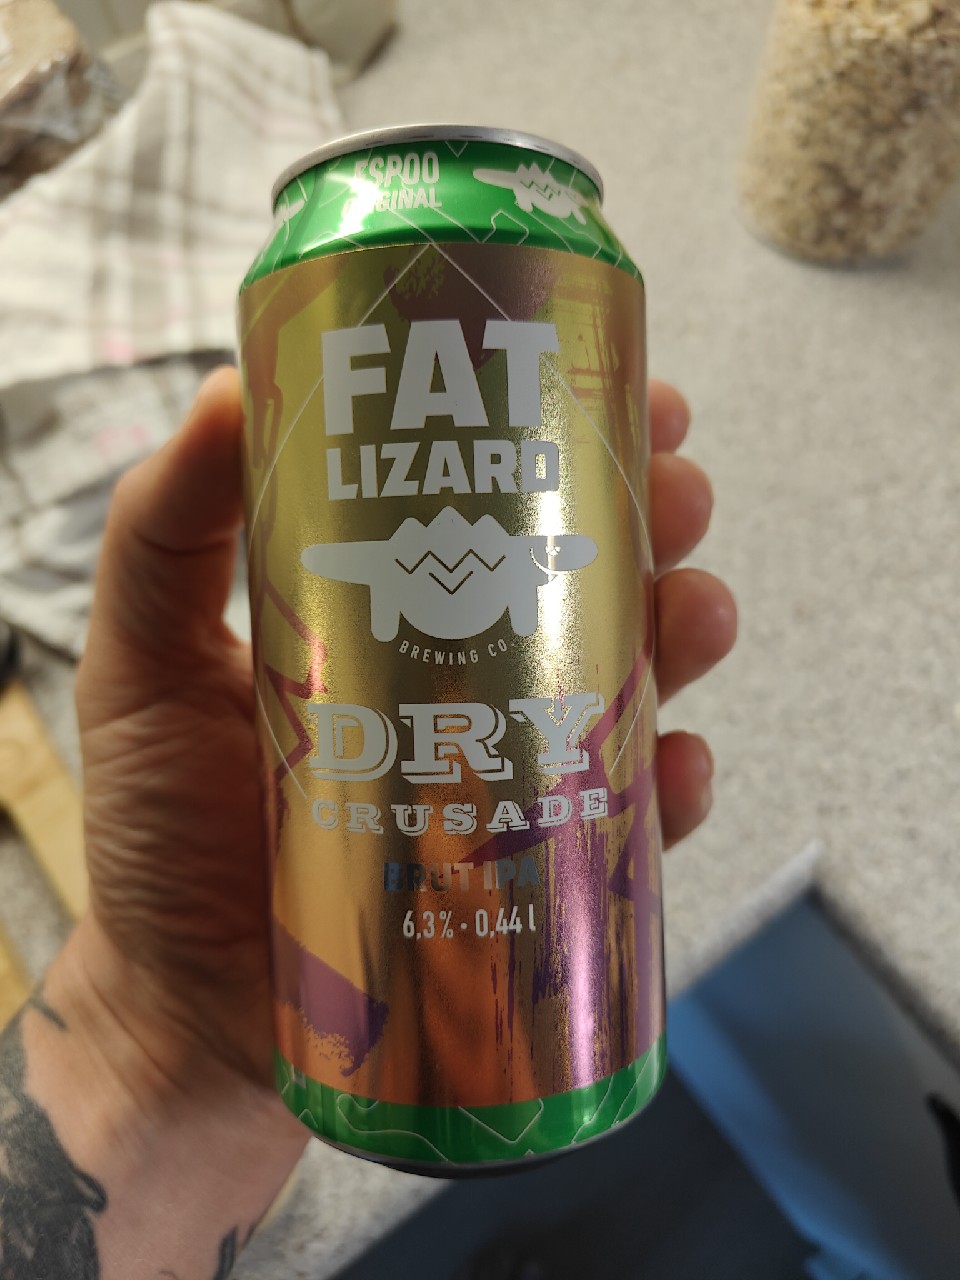 ESPOO
ORIGINAL
FAT
LIZARD
BREWING CO
DRY
CRUSADE
BRUT IPA
6,3% · 0,44 l